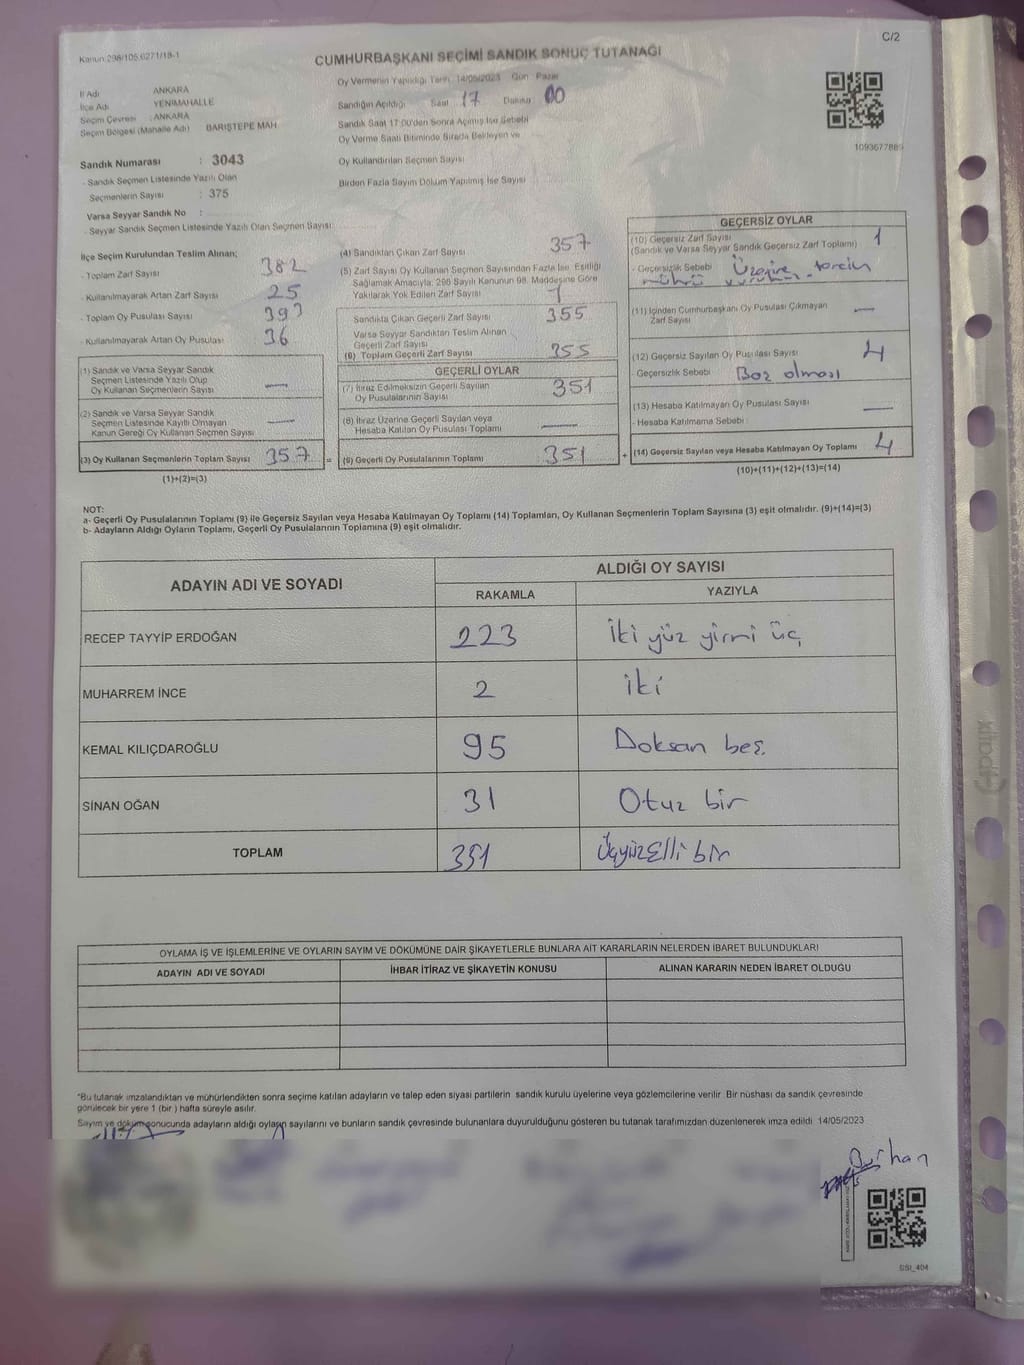 Kanun:298/105,6271/18-1
C/2
CUMHURBAŞKANI SEÇİMİ SANDIK SONUÇ TUTANAĞI
İl Adı ANKARA
İlçe Adı YENİMAHALLE
Seçim Çevresi : ANKARA
Seçim Bölgesi (Mahalle Adı) BARIŞTEPE MAH.
Sandık Numarası : 3043
- Sandık Seçmen Listesinde Yazılı Olan
Seçmenlerin Sayısı : 375
Varsa Seyyar Sandık No :
- Seyyar Sandık Seçmen Listesinde Yazılı Olan Seçmen Sayısı:
Oy Vermenin Yapıldığı Tarih 14/05/2023 Gün Pazar
Sandığın Açıldığı Saat 17 Dakika 00
Sandık Saat 17:00'den Sonra Açılmış İse Sebebi
Oy Verme Saati Bitiminde Sırada Bekleyen ve
Oy Kullandırılan Seçmen Sayısı
Birden Fazla Sayım Döküm Yapılmış İse Sayısı
1093677889
İlçe Seçim Kurulundan Teslim Alınan;
- Toplam Zarf Sayısı 382
- Kullanılmayarak Artan Zarf Sayısı 25
- Toplam Oy Pusulası Sayısı 393
- Kullanılmayarak Artan Oy Pusulası 36
(1) Sandık ve Varsa Seyyar Sandık
Seçmen Listesinde Yazılı Olup
Oy Kullanan Seçmenlerin Sayısı —
(2) Sandık ve Varsa Seyyar Sandık
Seçmen Listesinde Kayıtlı Olmayan
Kanun Gereği Oy Kullanan Seçmen Sayısı —
(3) Oy Kullanan Seçmenlerin Toplam Sayısı 357
(1)+(2)=(3)
=
(4) Sandıktan Çıkan Zarf Sayısı 357
(5) Zarf Sayısı Oy Kullanan Seçmen Sayısından Fazla İse, Eşitliği
Sağlamak Amacıyla; 298 Sayılı Kanunun 98. Maddesine Göre
Yakılarak Yok Edilen Zarf Sayısı
Sandıkta Çıkan Geçerli Zarf Sayısı 355
Varsa Seyyar Sandıktan Teslim Alınan
Geçerli Zarf Sayısı
(6) Toplam Geçerli Zarf Sayısı 355
GEÇERLİ OYLAR
(7) İtiraz Edilmeksizin Geçerli Sayılan
Oy Pusulalarının Sayısı 351
(8) İtiraz Üzerine Geçerli Sayılan veya
Hesaba Katılan Oy Pusulası Toplamı —
(9) Geçerli Oy Pusulalarının Toplamı 351
+
GEÇERSİZ OYLAR
(10) Geçersiz Zarf Sayısı 1
(Sandık ve Varsa Seyyar Sandık Geçersiz Zarf Toplamı)
- Geçersizlik Sebebi Üzerine tercih
mührü vurulması
(11) İçinden Cumhurbaşkanı Oy Pusulası Çıkmayan
Zarf Sayısı —
(12) Geçersiz Sayılan Oy Pusulası Sayısı 4
- Geçersizlik Sebebi Boş olması
(13) Hesaba Katılmayan Oy Pusulası Sayısı —
- Hesaba Katılmama Sebebi
(14) Geçersiz Sayılan veya Hesaba Katılmayan Oy Toplamı 4
(10)+(11)+(12)+(13)=(14)
NOT:
a- Geçerli Oy Pusulalarının Toplamı (9) ile Geçersiz Sayılan veya Hesaba Katılmayan Oy Toplamı (14) Toplamları, Oy Kullanan Seçmenlerin Toplam Sayısına (3) eşit olmalıdır. (9)+(14)=(3)
b- Adayların Aldığı Oyların Toplamı, Geçerli Oy Pusulalarının Toplamına (9) eşit olmalıdır.
ADAYIN ADI VE SOYADI
ALDIĞI OY SAYISI
RAKAMLA YAZIYLA
RECEP TAYYİP ERDOĞAN 223 İki yüz yirmi üç
MUHARREM İNCE 2 iki
KEMAL KILIÇDAROĞLU 95 Doksan beş.
SİNAN OĞAN 31 Otuz bir
TOPLAM 351 Üçyüzelli bir
OYLAMA İŞ VE İŞLEMLERİNE VE OYLARIN SAYIM VE DÖKÜMÜNE DAİR ŞİKAYETLERLE BUNLARA AİT KARARLARIN NELERDEN İBARET BULUNDUKLARI
ADAYIN ADI VE SOYADI İHBAR İTİRAZ VE ŞİKAYETİN KONUSU ALINAN KARARIN NEDEN İBARET OLDUĞU
"Bu tutanak imzalandıktan ve mühürlendikten sonra seçime katılan adayların ve talep eden siyasi partilerin sandık kurulu üyelerine veya gözlemcilerine verilir Bir nüshası da sandık çevresinde
görülecek bir yere 1 (bir ) hafta süreyle asılır.
Sayım ve döküm sonucunda adayların aldığı oyların sayılarını ve bunların sandık çevresinde bulunanlara duyurulduğunu gösteren bu tutanak tarafımızdan düzenlenerek imza edildi 14/05/2023